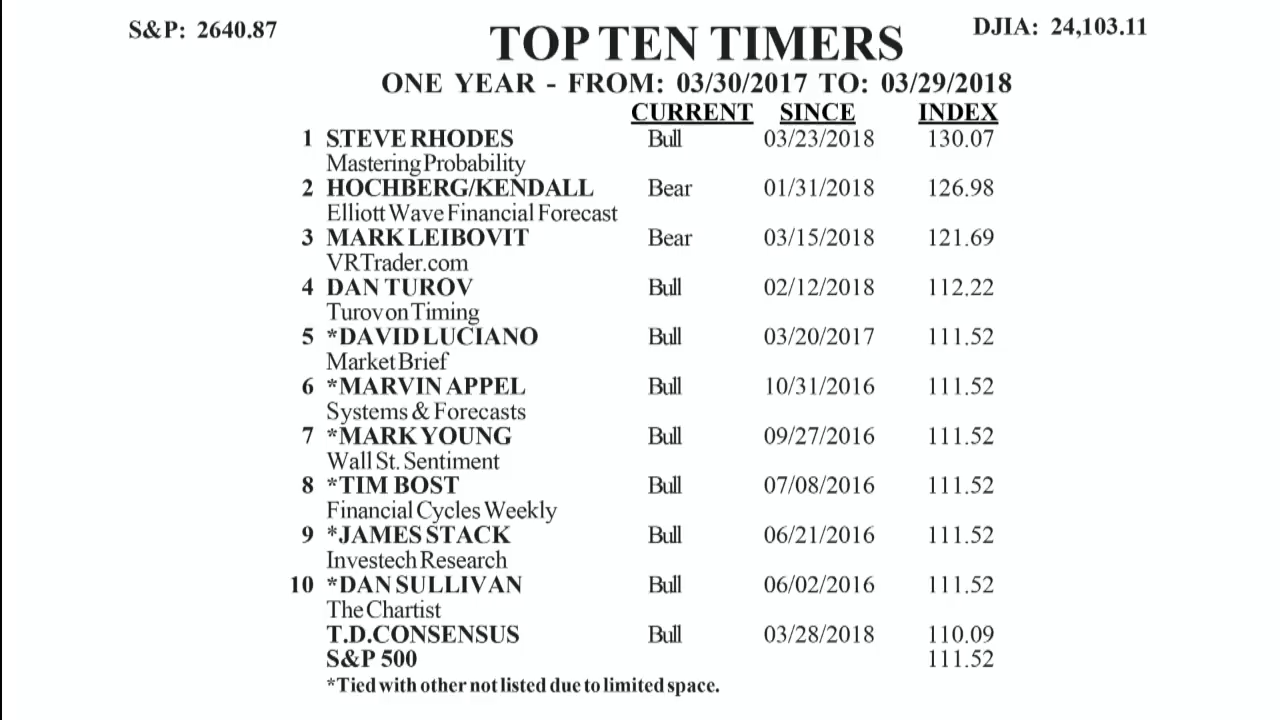 S&P: 2640.87
DJIA: 24,103.11
TOP TEN TIMERS
ONE YEAR - FROM: 03/30/2017 TO: 03/29/2018
CURRENT SINCE INDEX
1 STEVE RHODES Bull 03/23/2018 130.07
Mastering Probability
2 HOCHBERG/KENDALL Bear 01/31/2018 126.98
Elliott Wave Financial Forecast
3 MARK LEIBOVIT Bear 03/15/2018 121.69
VRTrader.com
4 DAN TUROV Bull 02/12/2018 112.22
Turov on Timing
5 *DAVID LUCIANO Bull 03/20/2017 111.52
Market Brief
6 *MARVIN APPEL Bull 10/31/2016 111.52
Systems & Forecasts
7 *MARK YOUNG Bull 09/27/2016 111.52
Wall St. Sentiment
8 *TIM BOST Bull 07/08/2016 111.52
Financial Cycles Weekly
9 *JAMES STACK Bull 06/21/2016 111.52
Investech Research
10 *DAN SULLIVAN Bull 06/02/2016 111.52
The Chartist
T.D.CONSENSUS Bull 03/28/2018 110.09
S&P 500 111.52
*Tied with other not listed due to limited space.